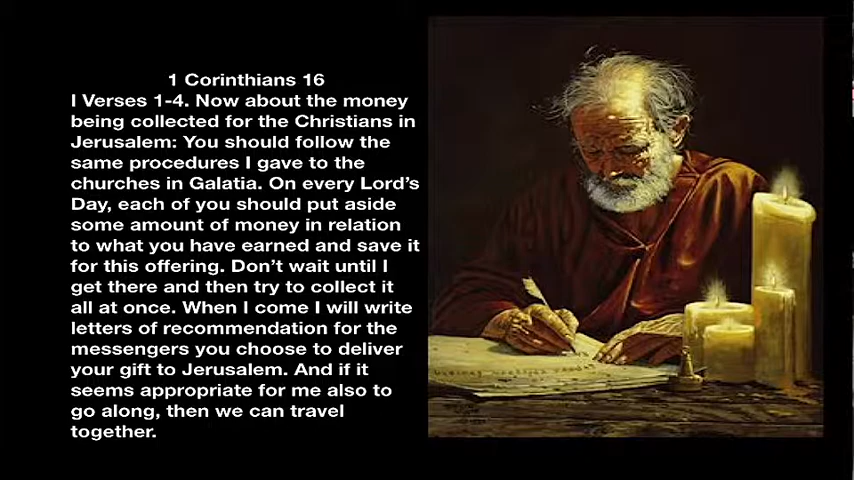 1 Corinthians 16
I Verses 1-4. Now about the money
being collected for the Christians in
Jerusalem: You should follow the
same procedures I gave to the
churches in Galatia. On every Lord's
Day, each of you should put aside
some amount of money in relation
to what you have earned and save it
for this offering. Don't wait until I
get there and then try to collect it
all at once. When I come I will write
letters of recommendation for the
messengers you choose to deliver
your gift to Jerusalem. And if it
seems appropriate for me also to
go along, then we can travel
together.